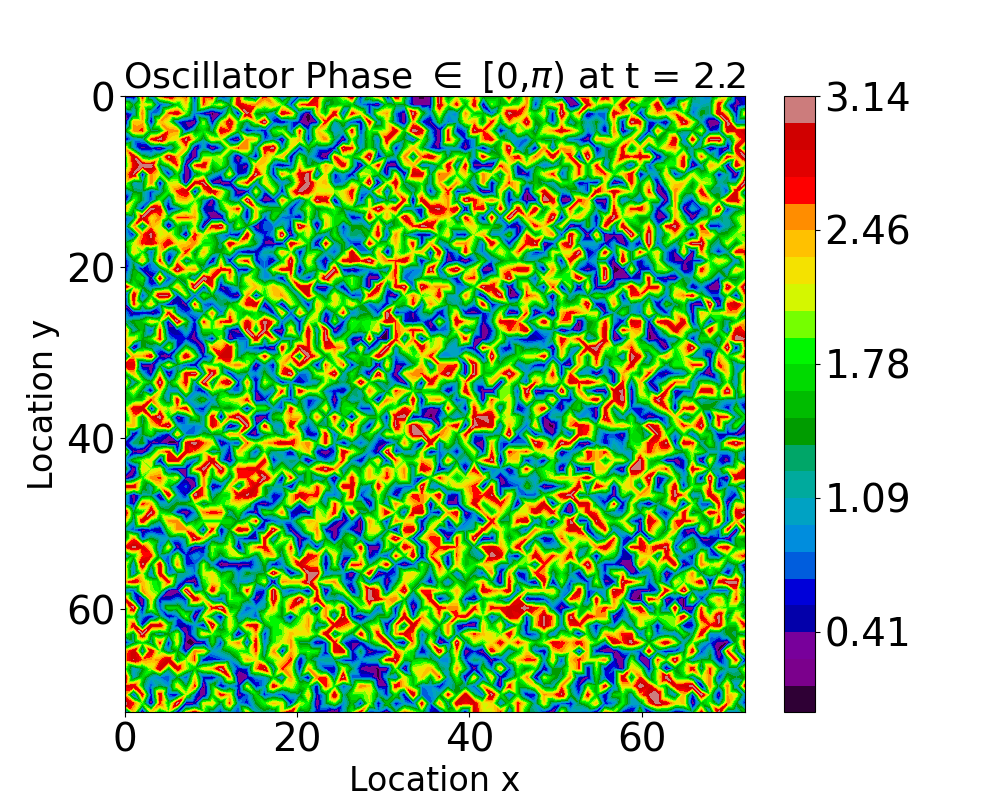 Oscillator Phase ∈ [0,π) at t = 2.2
0
20
40
60
Location y
0 20 40 60
Location x
3.14
2.46
1.78
1.09
0.41